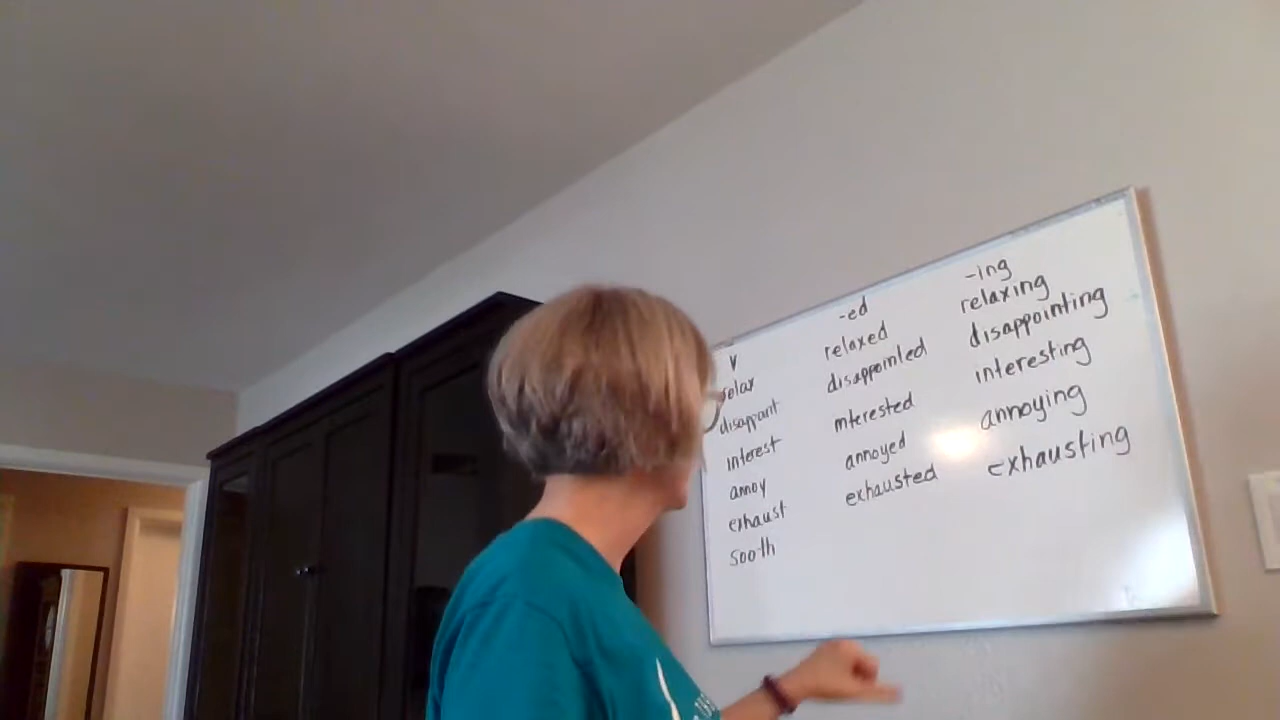 V -ed -ing
relax relaxed relaxing
disappoint disappointed disappointing
interest interested interesting
annoy annoyed annoying
exhaust exhausted exhausting
sooth